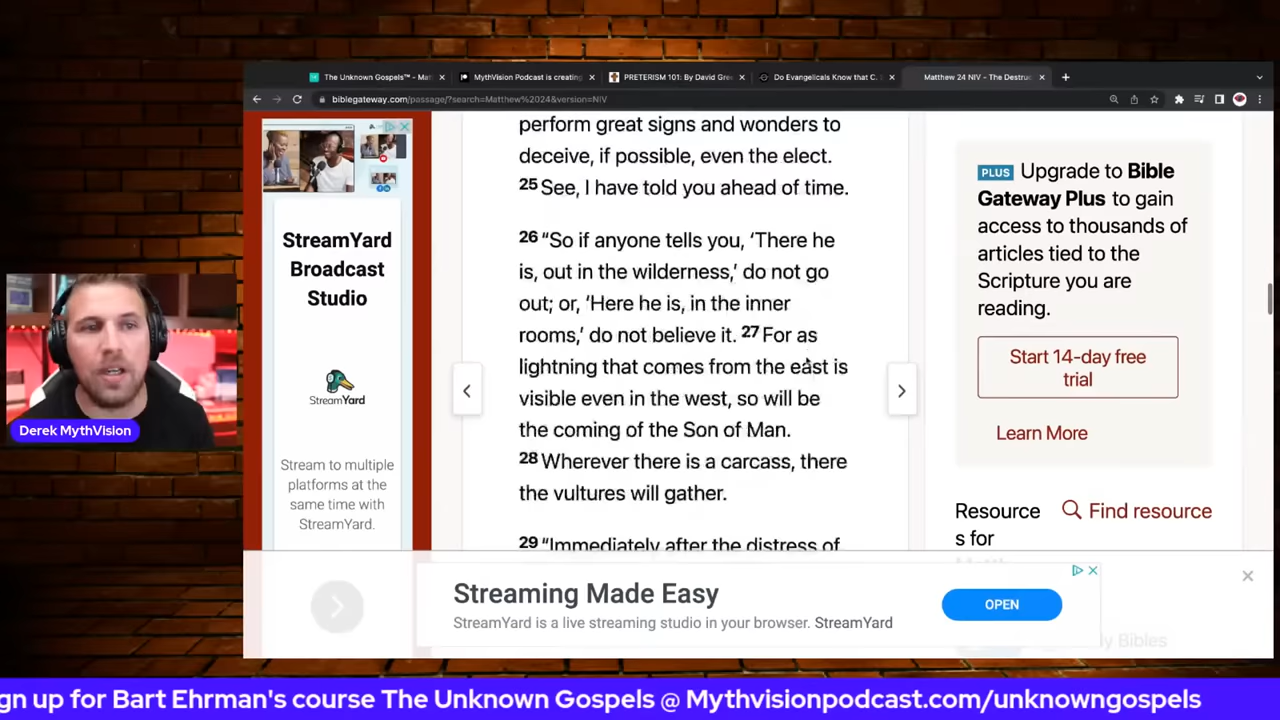 The Unknown Gospels™ - Mat
MythVision Podcast is creating
PRETERISM 101: By David Gre
Do Evangelicals Know that C.
Matthew 24 NIV - The Destruc
biblegateway.com/passage/?search=Matthew%2024&version=NIV
perform great signs and wonders to
deceive, if possible, even the elect.
25 See, I have told you ahead of time.
26 “So if anyone tells you, ‘There he
is, out in the wilderness,’ do not go
out; or, ‘Here he is, in the inner
rooms,’ do not believe it. 27 For as
lightning that comes from the east is
visible even in the west, so will be
the coming of the Son of Man.
28 Wherever there is a carcass, there
the vultures will gather.
29 “Immediately after the distress of
StreamYard
Broadcast
Studio
StreamYard
Stream to multiple
platforms at the
same time with
StreamYard.
PLUS Upgrade to Bible
Gateway Plus to gain
access to thousands of
articles tied to the
Scripture you are
reading.
Start 14-day free
trial
Learn More
Resource
s for
Find resource
y Bibles
Streaming Made Easy
StreamYard is a live streaming studio in your browser. StreamYard
OPEN
Derek MythVision
gn up for Bart Ehrman's course The Unknown Gospels @ Mythvisionpodcast.com/unknowngospels